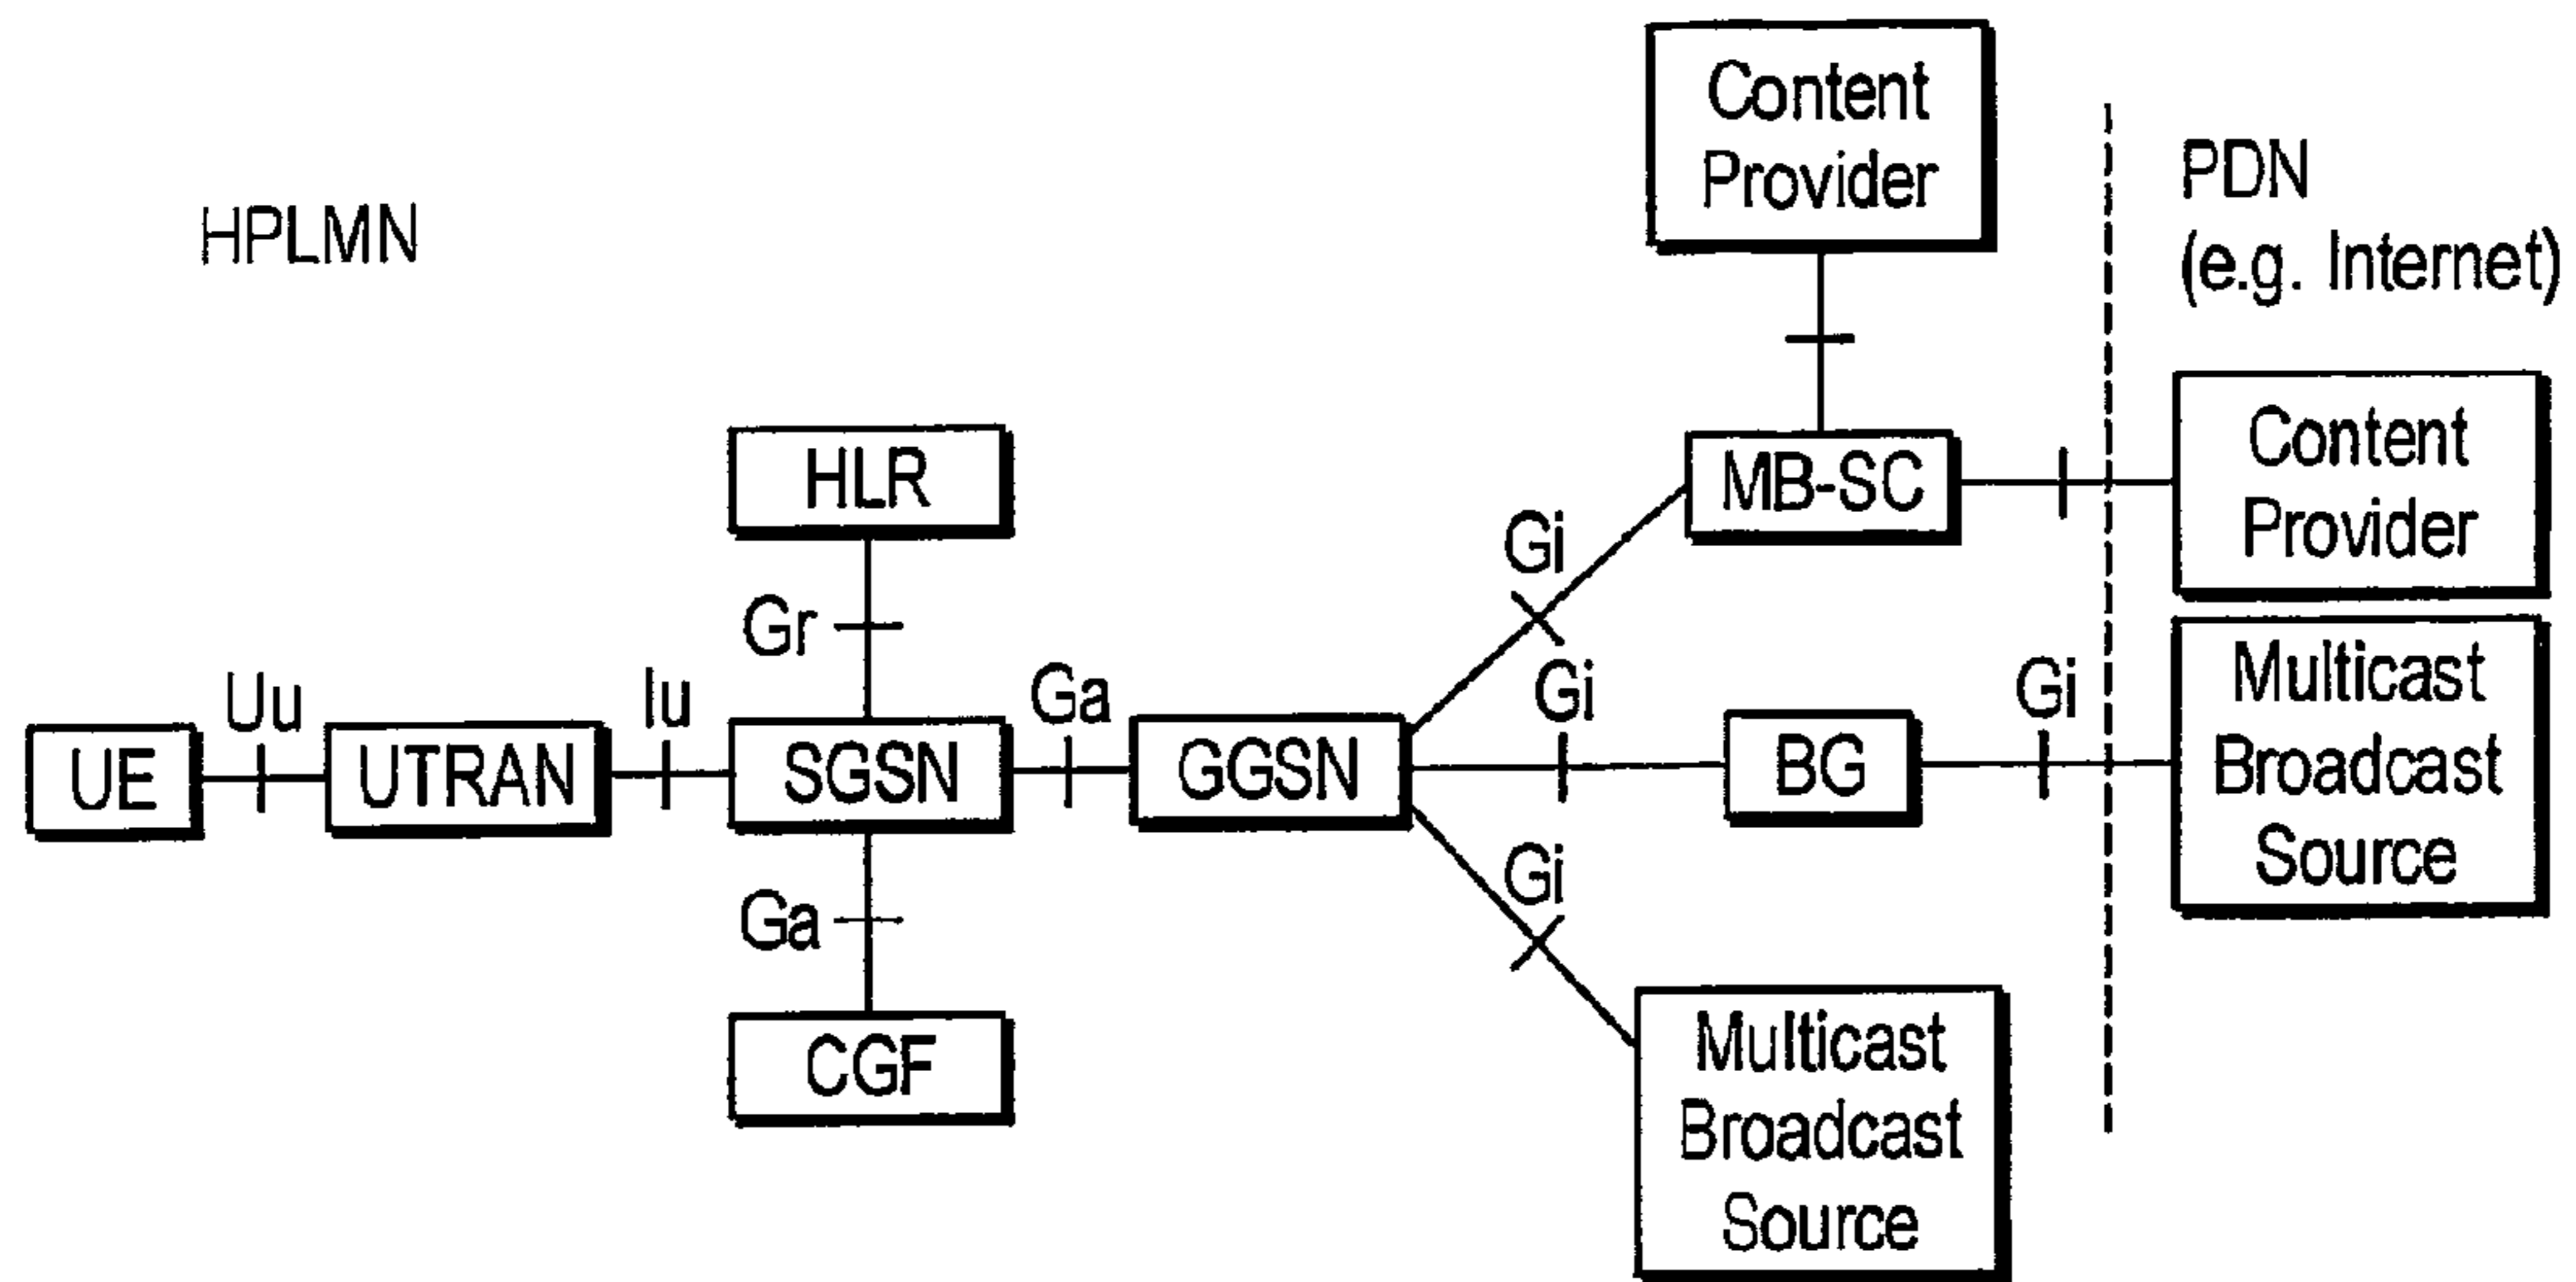 Content
Provider
PDN
(e.g. Internet)
HPLMN
Content
Provider
HLR
MB-SC
Gi
Gr
Multicast
Broadcast
Source
Uu
Iu
Ga
Gi
Gi
UE
UTRAN
SGSN
GGSN
BG
Gi
Ga
CGF
Multicast
Broadcast
Source